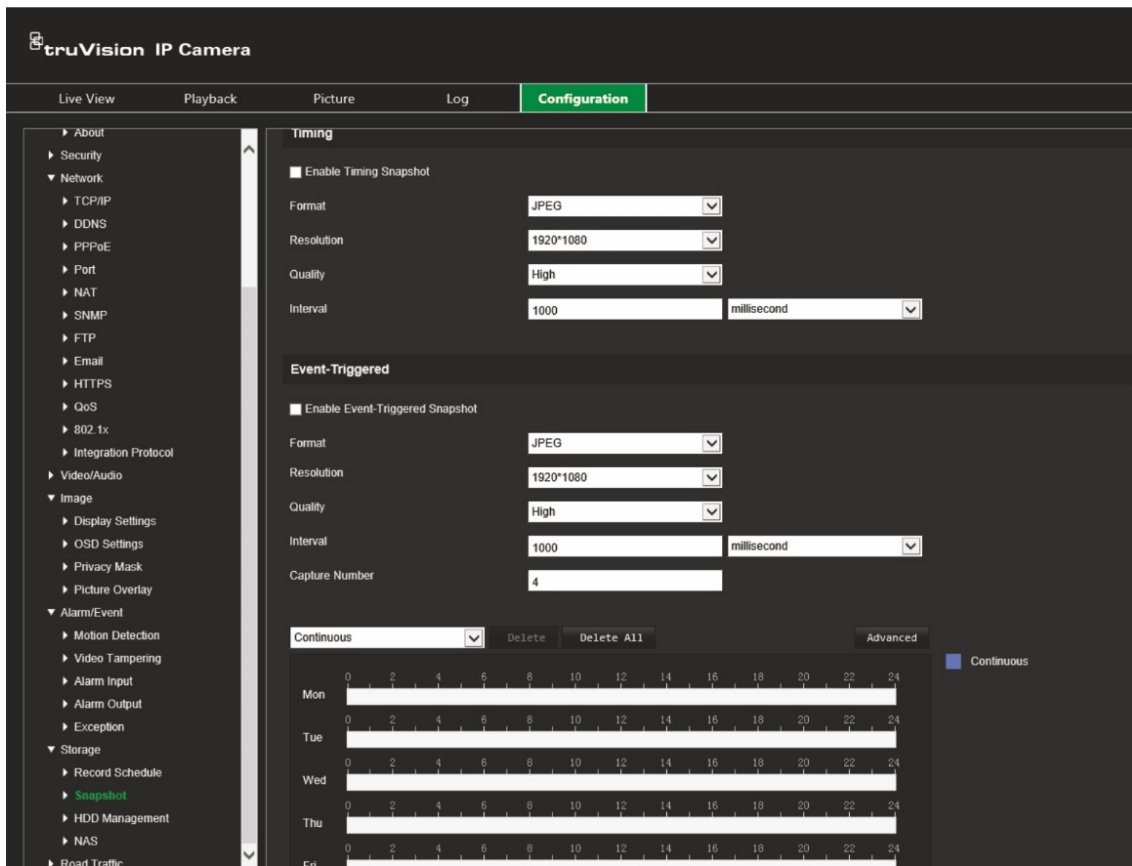 truVision IP Camera
Live View Playback Picture Log Configuration
About
Security
Network
TCP/IP
DDNS
PPPoE
Port
NAT
SNMP
FTP
Email
HTTPS
QoS
802.1x
Integration Protocol
Video/Audio
Image
Display Settings
OSD Settings
Privacy Mask
Picture Overlay
Alarm/Event
Motion Detection
Video Tampering
Alarm Input
Alarm Output
Exception
Storage
Record Schedule
Snapshot
HDD Management
NAS
Road Traffic
Timing
Enable Timing Snapshot
Format JPEG
Resolution 1920*1080
Quality High
Interval 1000 millisecond
Event-Triggered
Enable Event-Triggered Snapshot
Format JPEG
Resolution 1920*1080
Quality High
Interval 1000 millisecond
Capture Number 4
Continuous Delete Delete All Advanced
Continuous
0 2 4 6 8 10 12 14 16 18 20 22 24
Mon
0 2 4 6 8 10 12 14 16 18 20 22 24
Tue
0 2 4 6 8 10 12 14 16 18 20 22 24
Wed
0 2 4 6 8 10 12 14 16 18 20 22 24
Thu
0 2 4 6 8 10 12 14 16 18 20 22 24
Fri